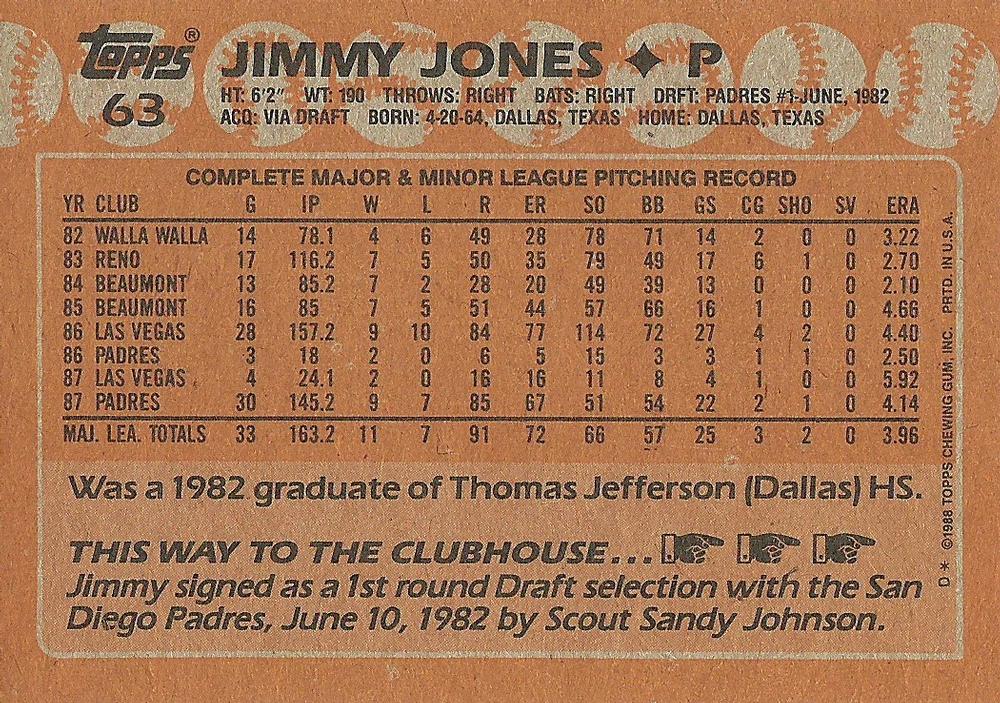 topps®
63
JIMMY JONES ✦ P
HT: 6'2" WT: 190 THROWS: RIGHT BATS: RIGHT DRFT: PADRES #1-JUNE, 1982
ACQ: VIA DRAFT BORN: 4-20-64, DALLAS, TEXAS HOME: DALLAS, TEXAS
COMPLETE MAJOR & MINOR LEAGUE PITCHING RECORD
YR CLUB G IP W L R ER SO BB GS CG SHO SV ERA
82 WALLA WALLA 14 78.1 4 6 49 28 78 71 14 2 0 0 3.22
83 RENO 17 116.2 7 5 50 35 79 49 17 6 1 0 2.70
84 BEAUMONT 13 85.2 7 2 28 20 49 39 13 0 0 0 2.10
85 BEAUMONT 16 85 7 5 51 44 57 66 16 1 0 0 4.66
86 LAS VEGAS 28 157.2 9 10 84 77 114 72 27 4 2 0 4.40
86 PADRES 3 18 2 0 6 5 15 3 3 1 1 0 2.50
87 LAS VEGAS 4 24.1 2 0 16 16 11 8 4 1 0 0 5.92
87 PADRES 30 145.2 9 7 85 67 51 54 22 2 1 0 4.14
MAJ. LEA. TOTALS 33 163.2 11 7 91 72 66 57 25 3 2 0 3.96
Was a 1982 graduate of Thomas Jefferson (Dallas) HS.
THIS WAY TO THE CLUBHOUSE...
Jimmy signed as a 1st round Draft selection with the San
Diego Padres, June 10, 1982 by Scout Sandy Johnson.
D* ©1988 TOPPS CHEWING GUM, INC. PRTD. IN U.S.A.